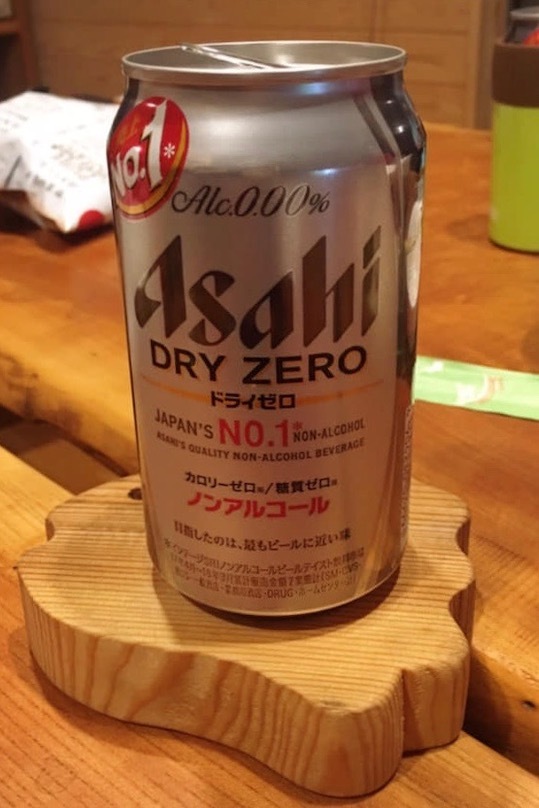 No.1*
Alc.0.00%
Asahi
DRY ZERO
ドライゼロ
JAPAN'S NO.1* NON-ALCOHOL
ASAHI'S QUALITY NON-ALCOHOL BEVERAGE
カロリーゼロ /糖質ゼロ
ノンアルコール
目指したのは、最もビールに近い味